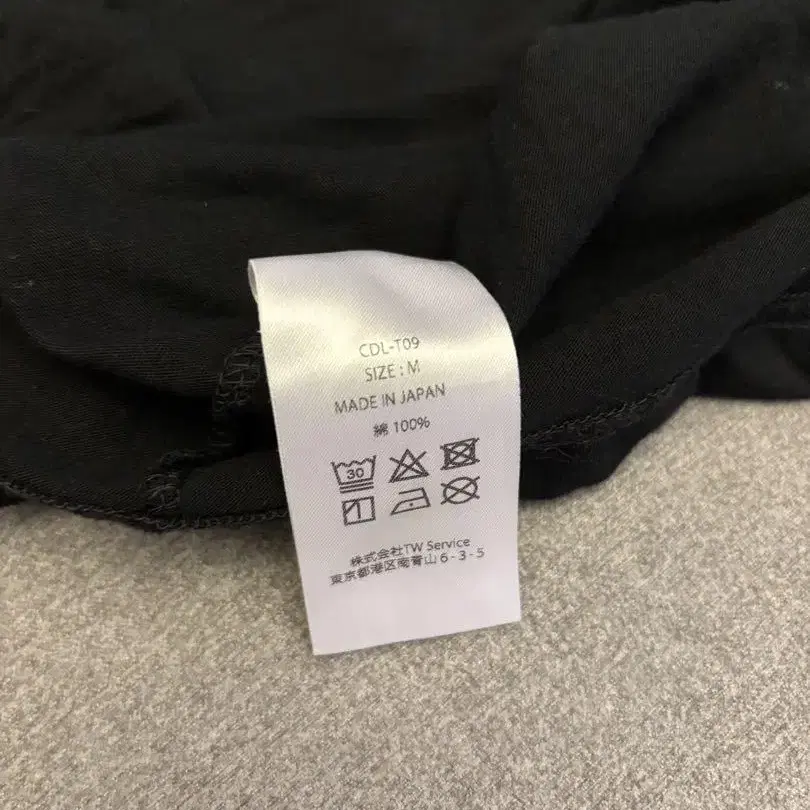 CDL-T09
SIZE : M
MADE IN JAPAN
綿 100%
30
株式会社TW Service
東京都港区南青山 6 - 3 - 5